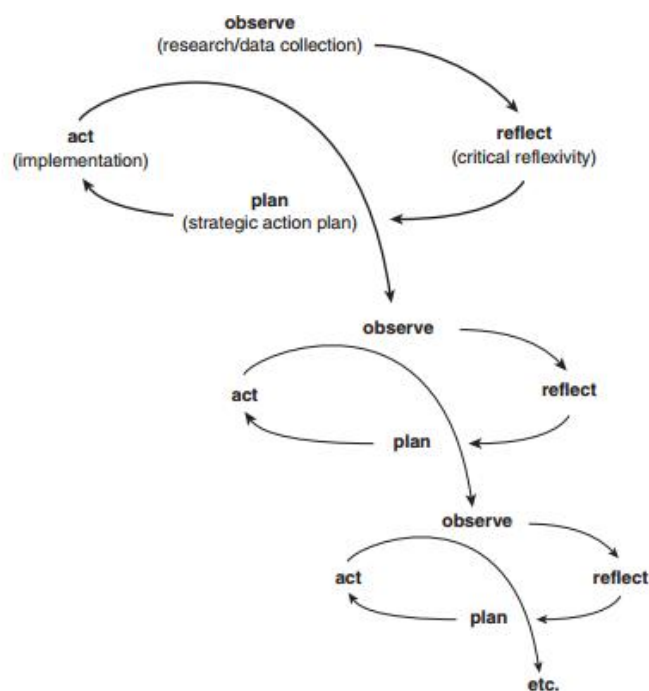 observe
(research/data collection)
reflect
(critical reflexivity)
act
(implementation)
plan
(strategic action plan)
observe
reflect
act
plan
observe
reflect
act
plan
etc.